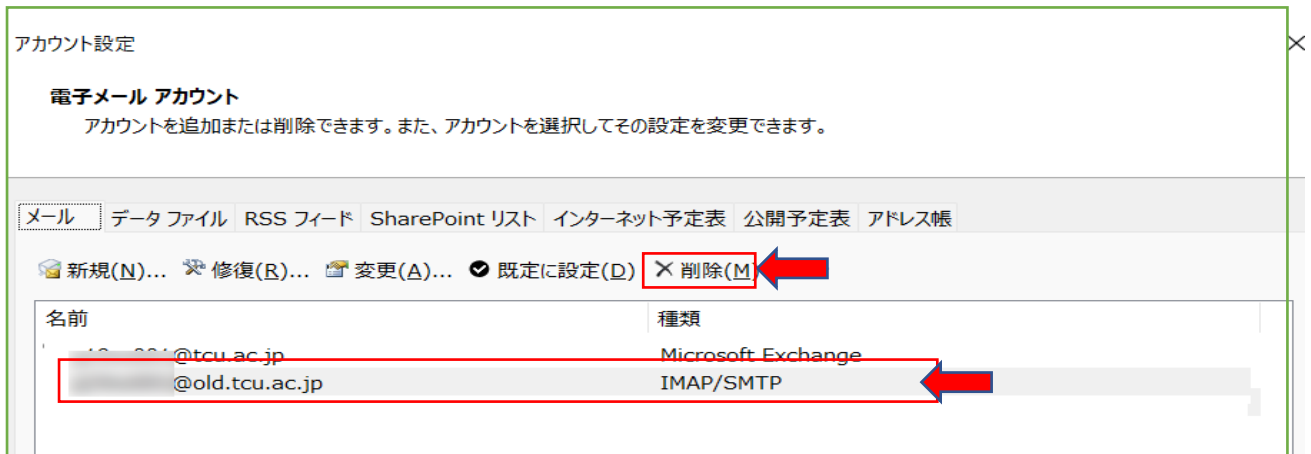 アカウント設定
電子メール アカウント
アカウントを追加または削除できます。また、アカウントを選択してその設定を変更できます。
メール データ ファイル RSS フィード SharePoint リスト インターネット予定表 公開予定表 アドレス帳
新規(N)... 修復(R)... 変更(A)... 既定に設定(D) 削除(M)
名前 種類
@tcu.ac.jp Microsoft Exchange
@old.tcu.ac.jp IMAP/SMTP